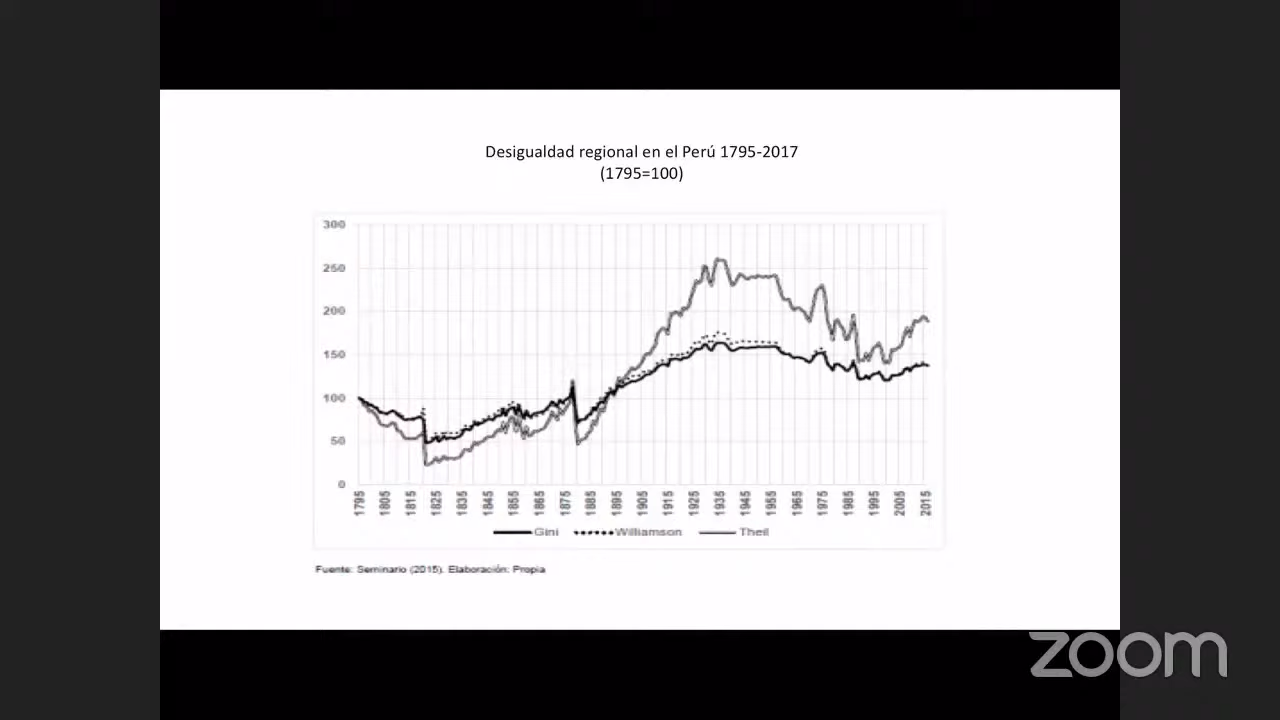 Desigualdad regional en el Perú 1795-2017
(1795=100)
300
250
200
150
100
50
0
1795 1805 1815 1825 1835 1845 1855 1865 1875 1885 1895 1905 1915 1925 1935 1945 1955 1965 1975 1985 1995 2005 2015
Gini Williamson Theil
Fuente: Seminario (2015). Elaboración: Propia
zoom